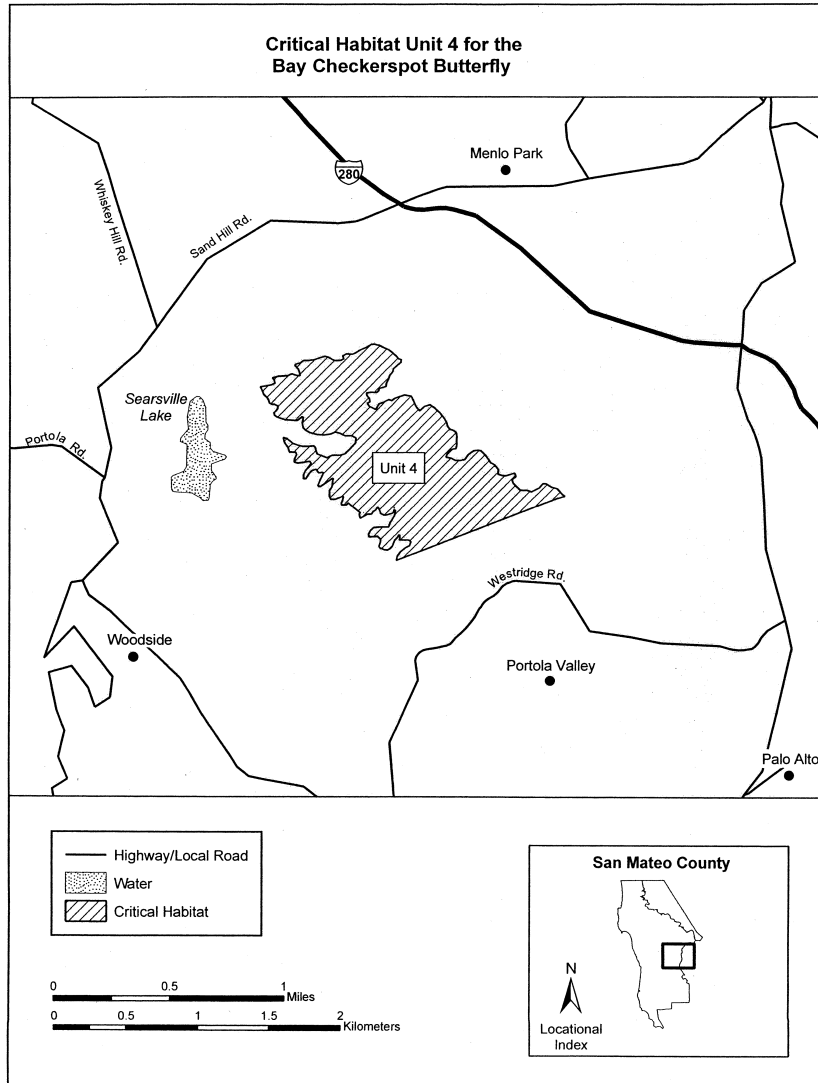 Critical Habitat Unit 4 for the
Bay Checkerspot Butterfly
Menlo Park
280
Whiskey Hill Rd.
Sand Hill Rd.
Searsville
Lake
Portola Rd.
Unit 4
Westridge Rd.
Woodside
Portola Valley
Palo Alto
Highway/Local Road
Water
Critical Habitat
0 0.5 1
Miles
0 0.5 1 1.5 2
Kilometers
San Mateo County
N
Locational
Index